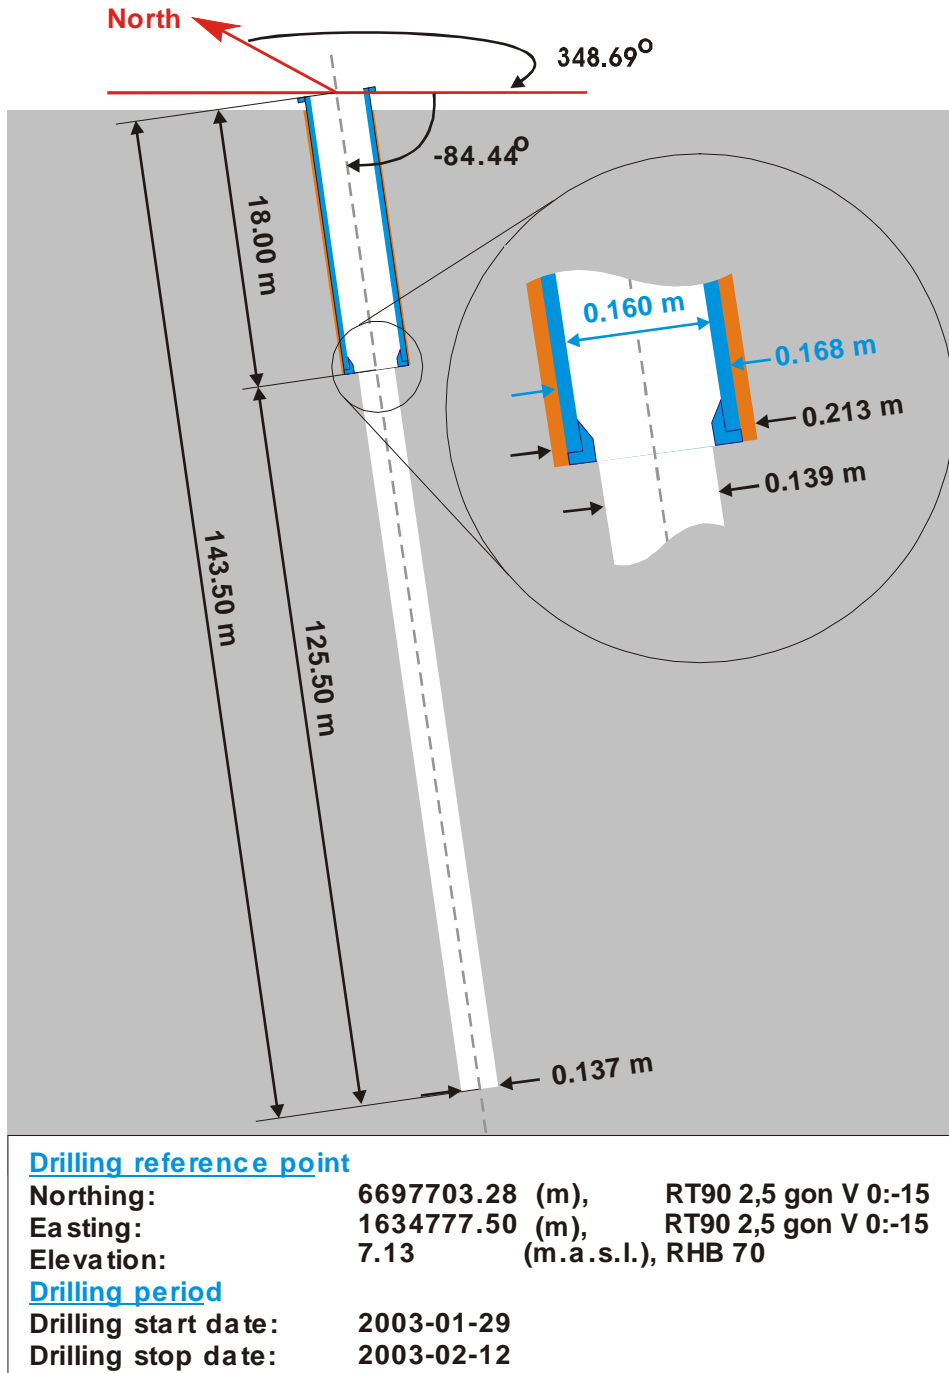 North
348.69°
-84.44°
18.00 m
0.160 m
0.168 m
0.213 m
0.139 m
143.50 m
125.50 m
0.137 m
Drilling reference point
Northing: 6697703.28 (m), RT90 2,5 gon V 0:-15
Easting: 1634777.50 (m), RT90 2,5 gon V 0:-15
Elevation: 7.13 (m.a.s.l.), RHB 70
Drilling period
Drilling start date: 2003-01-29
Drilling stop date: 2003-02-12